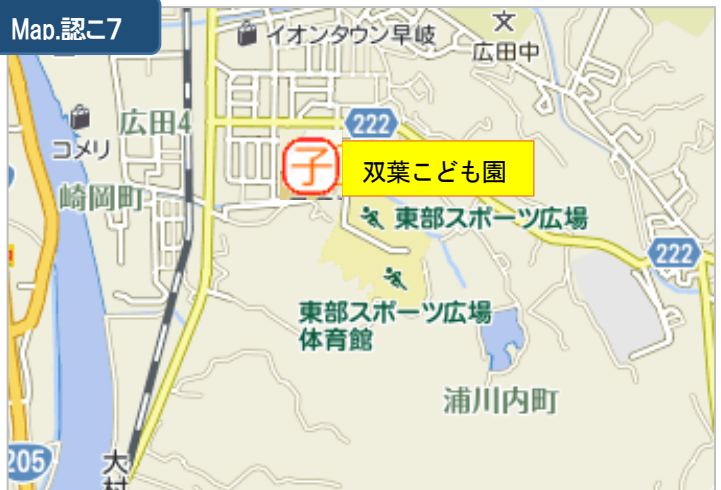 Map.認こ7
イオンタウン早岐
文
広田中
コメリ
広田4
222
子
双葉こども園
崎岡町
東部スポーツ広場
222
東部スポーツ広場
体育館
浦川内町
205
大村